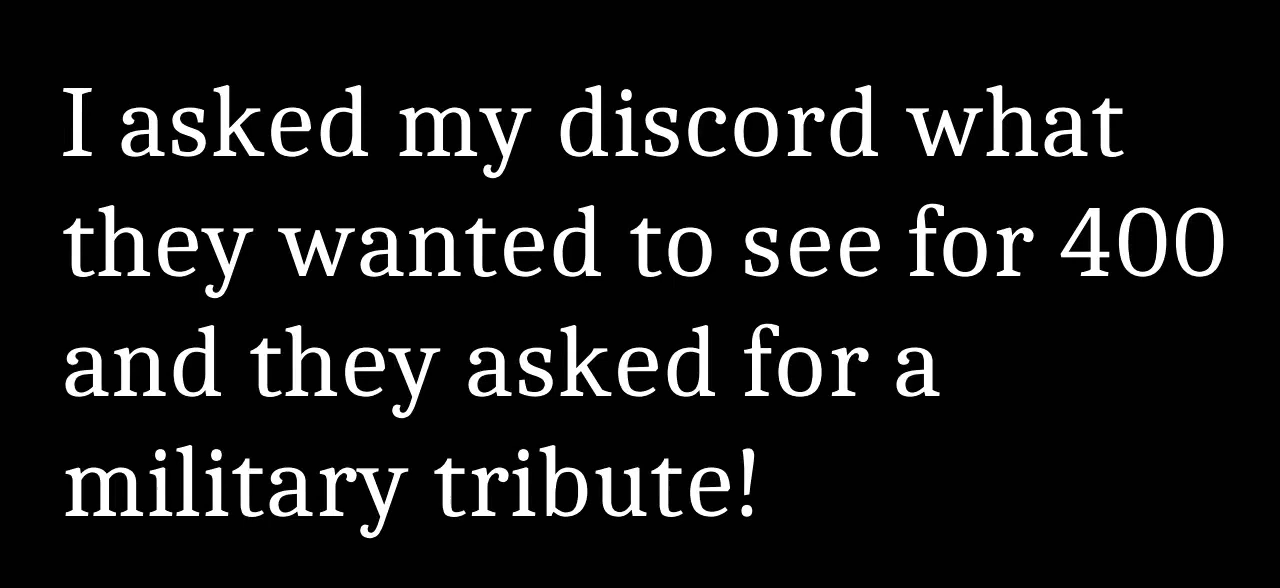 I asked my discord what
they wanted to see for 400
and they asked for a
military tribute!